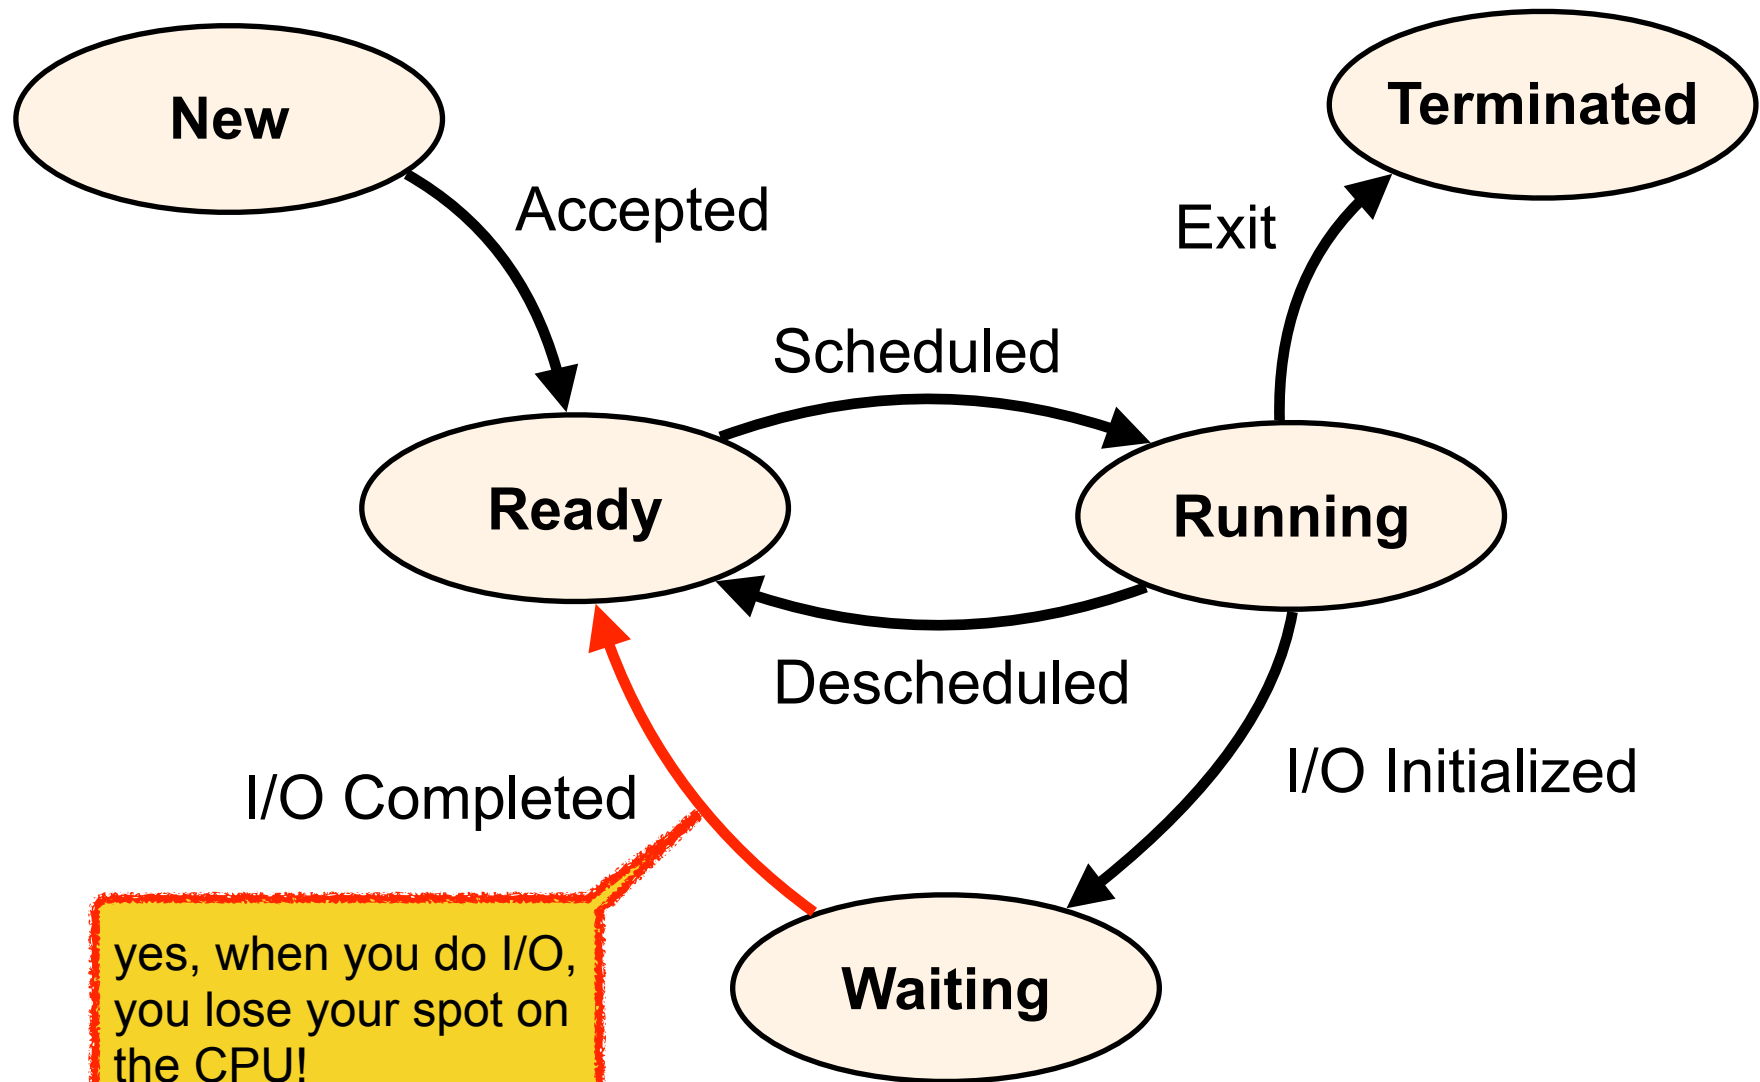 New
Terminated
Accepted
Exit
Scheduled
Ready
Running
Descheduled
I/O Completed
I/O Initialized
yes, when you do I/O,
you lose your spot on
the CPU!
Waiting